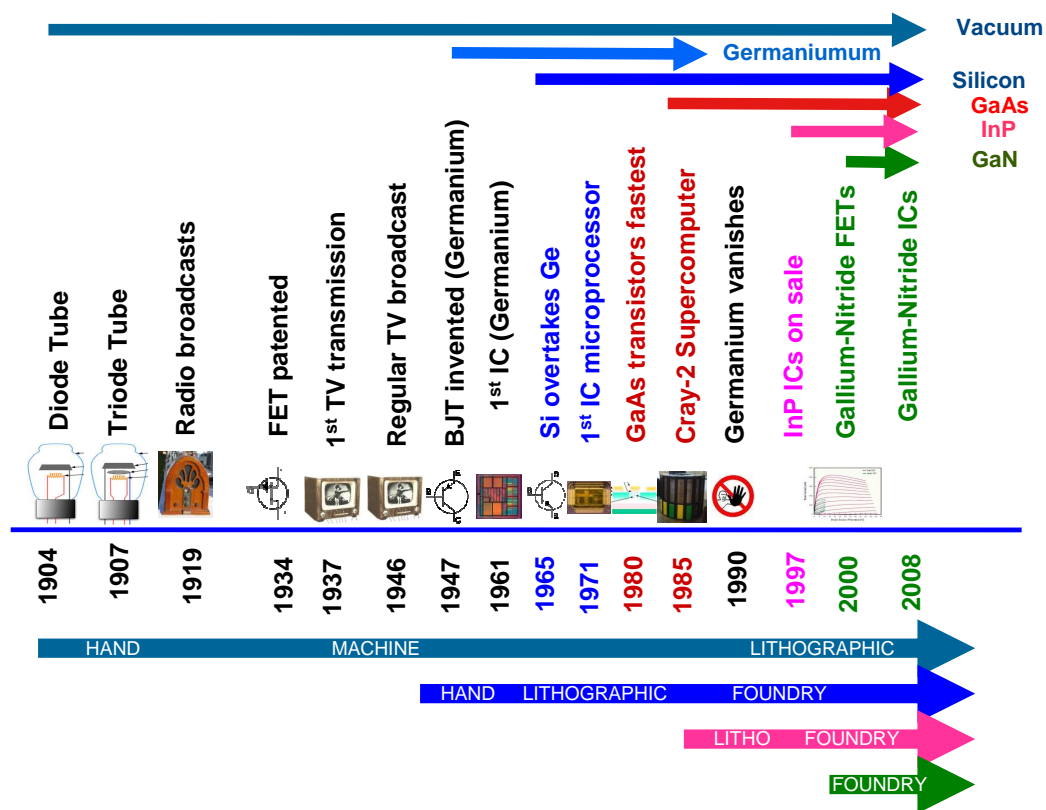 Vacuum
Germaniumum
Silicon
GaAs
InP
GaN
Diode Tube
Triode Tube
Radio broadcasts
FET patented
1st TV transmission
Regular TV broadcast
BJT invented (Germanium)
1st IC (Germanium)
Si overtakes Ge
1st IC microprocessor
GaAs transistors fastest
Cray-2 Supercomputer
Germanium vanishes
InP ICs on sale
Gallium-Nitride FETs
Gallium-Nitride ICs
1904
1907
1919
1934
1937
1946
1947
1961
1965
1971
1980
1985
1990
1997
2000
2008
HAND MACHINE LITHOGRAPHIC
HAND LITHOGRAPHIC FOUNDRY
LITHO FOUNDRY
FOUNDRY